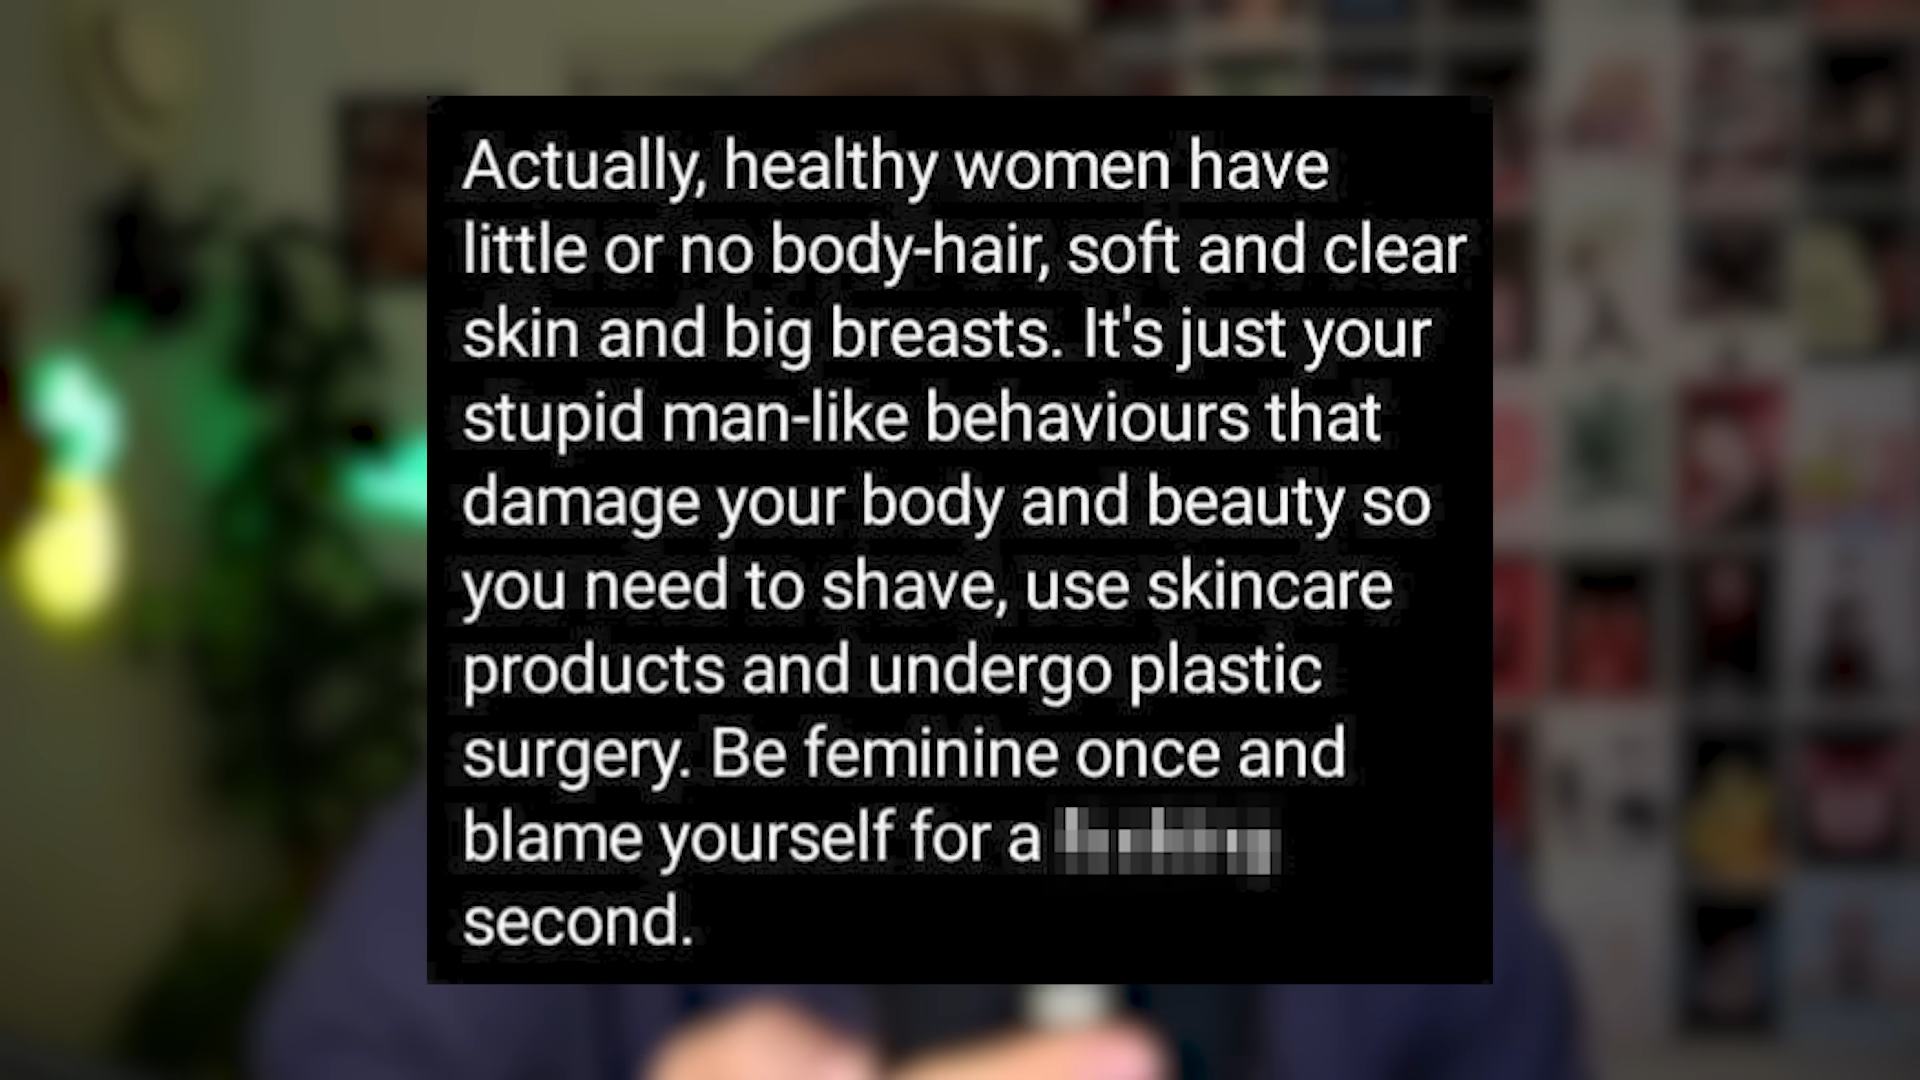 Actually, healthy women have
little or no body-hair, soft and clear
skin and big breasts. It's just your
stupid man-like behaviours that
damage your body and beauty so
you need to shave, use skincare
products and undergo plastic
surgery. Be feminine once and
blame yourself for a
second.